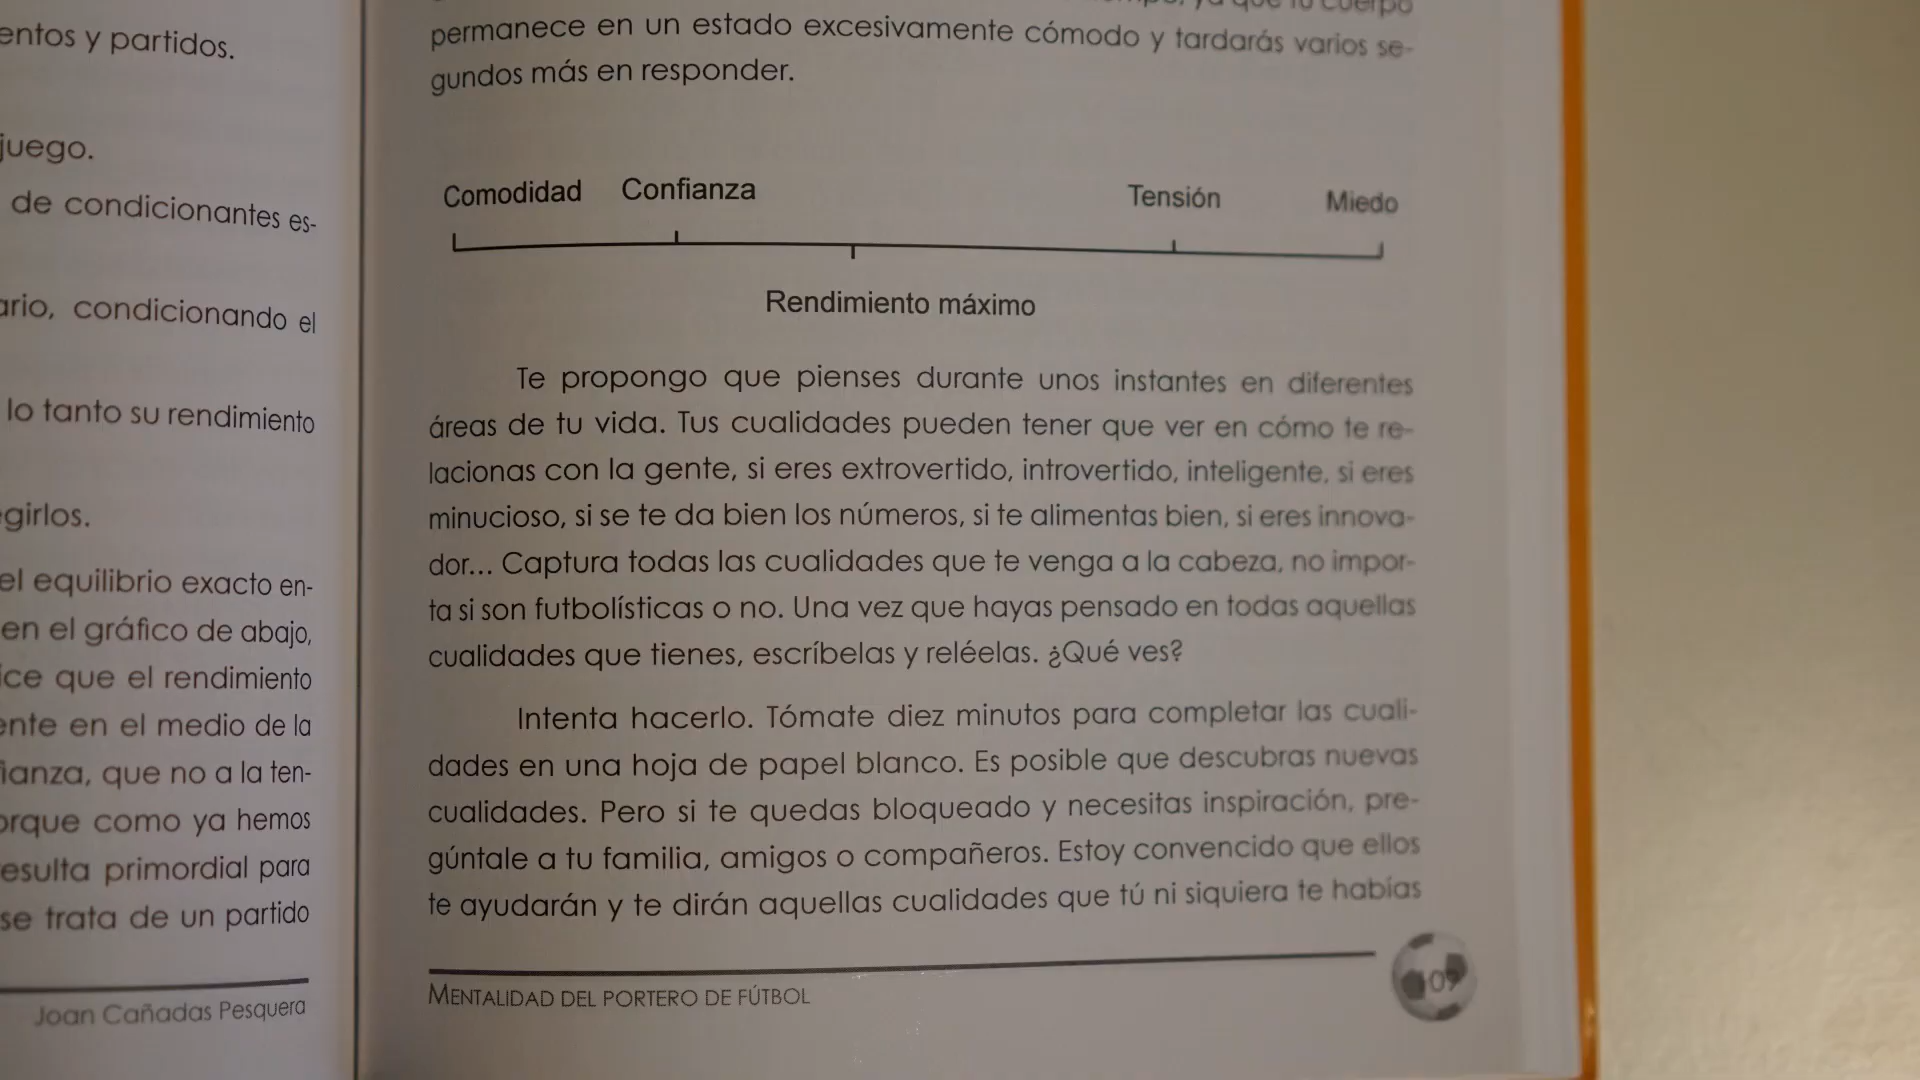 entos y partidos.
juego.
de condicionantes es-
ario, condicionando el
lo tanto su rendimiento
girlos.
el equilibrio exacto en-
en el gráfico de abajo,
ice que el rendimiento
ente en el medio de la
ianza, que no a la ten-
orque como ya hemos
esulta primordial para
se trata de un partido
Joan Cañadas Pesquera
ya que tu cuerpo
permanece en un estado excesivamente cómodo y tardarás varios se-
gundos más en responder.
Comodidad Confianza Tensión Miedo
Rendimiento máximo
Te propongo que pienses durante unos instantes en diferentes
áreas de tu vida. Tus cualidades pueden tener que ver en cómo te re-
lacionas con la gente, si eres extrovertido, introvertido, inteligente, si eres
minucioso, si se te da bien los números, si te alimentas bien, si eres innova-
dor... Captura todas las cualidades que te venga a la cabeza, no impor-
ta si son futbolísticas o no. Una vez que hayas pensado en todas aquellas
cualidades que tienes, escríbelas y reléelas. ¿Qué ves?
Intenta hacerlo. Tómate diez minutos para completar las cuali-
dades en una hoja de papel blanco. Es posible que descubras nuevas
cualidades. Pero si te quedas bloqueado y necesitas inspiración, pre-
gúntale a tu familia, amigos o compañeros. Estoy convencido que ellos
te ayudarán y te dirán aquellas cualidades que tú ni siquiera te habías
MENTALIDAD DEL PORTERO DE FÚTBOL